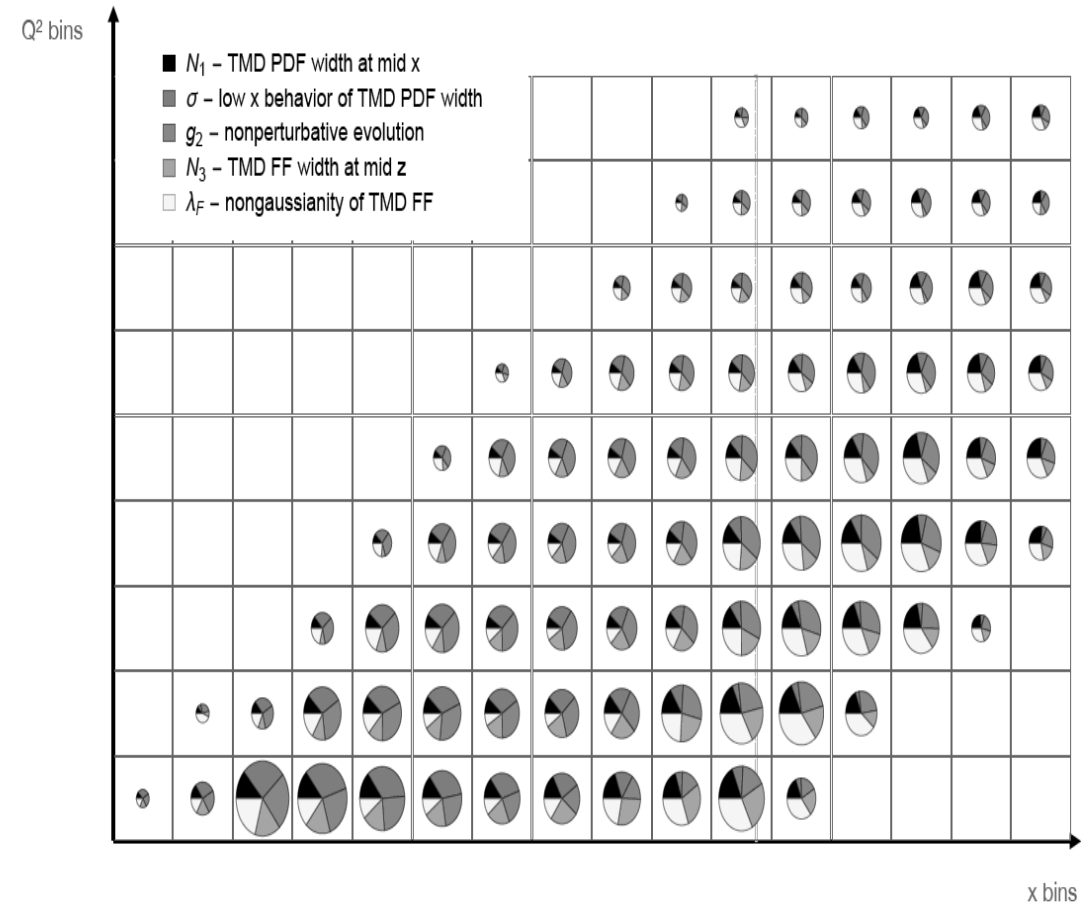 Q² bins
N₁ – TMD PDF width at mid x
σ – low x behavior of TMD PDF width
g₂ – nonperturbative evolution
N₃ – TMD FF width at mid z
λ_F – nongaussianity of TMD FF
x bins